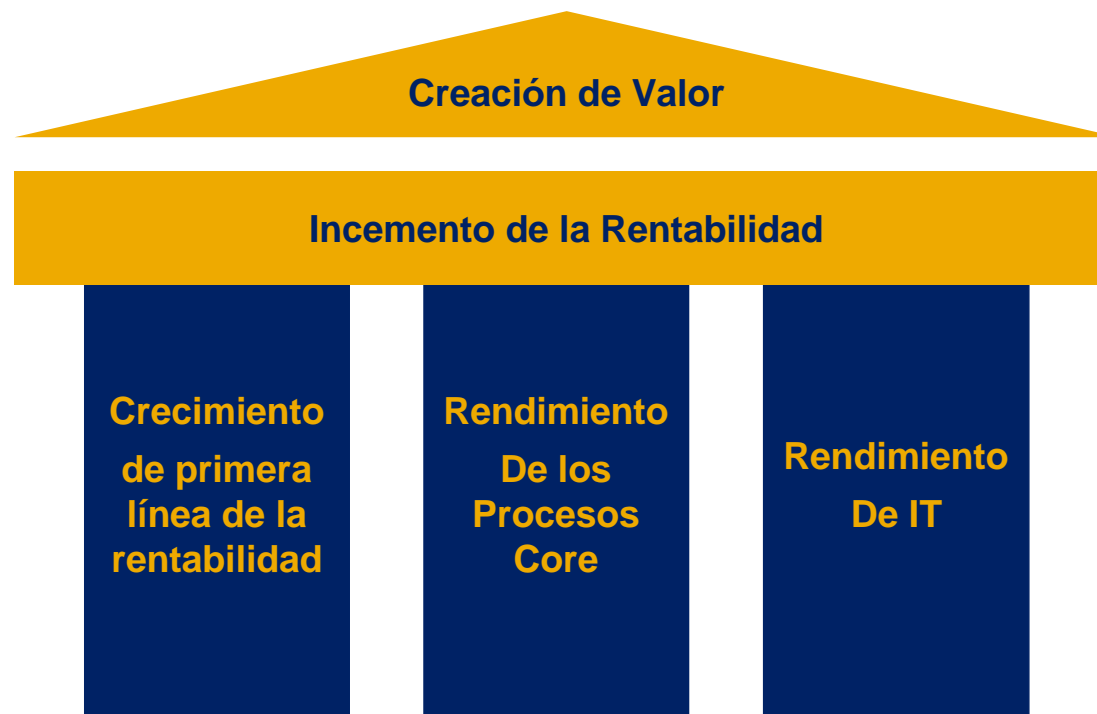 Creación de Valor
Incemento de la Rentabilidad
Crecimiento
de primera
línea de la
rentabilidad
Rendimiento
De los
Procesos
Core
Rendimiento
De IT